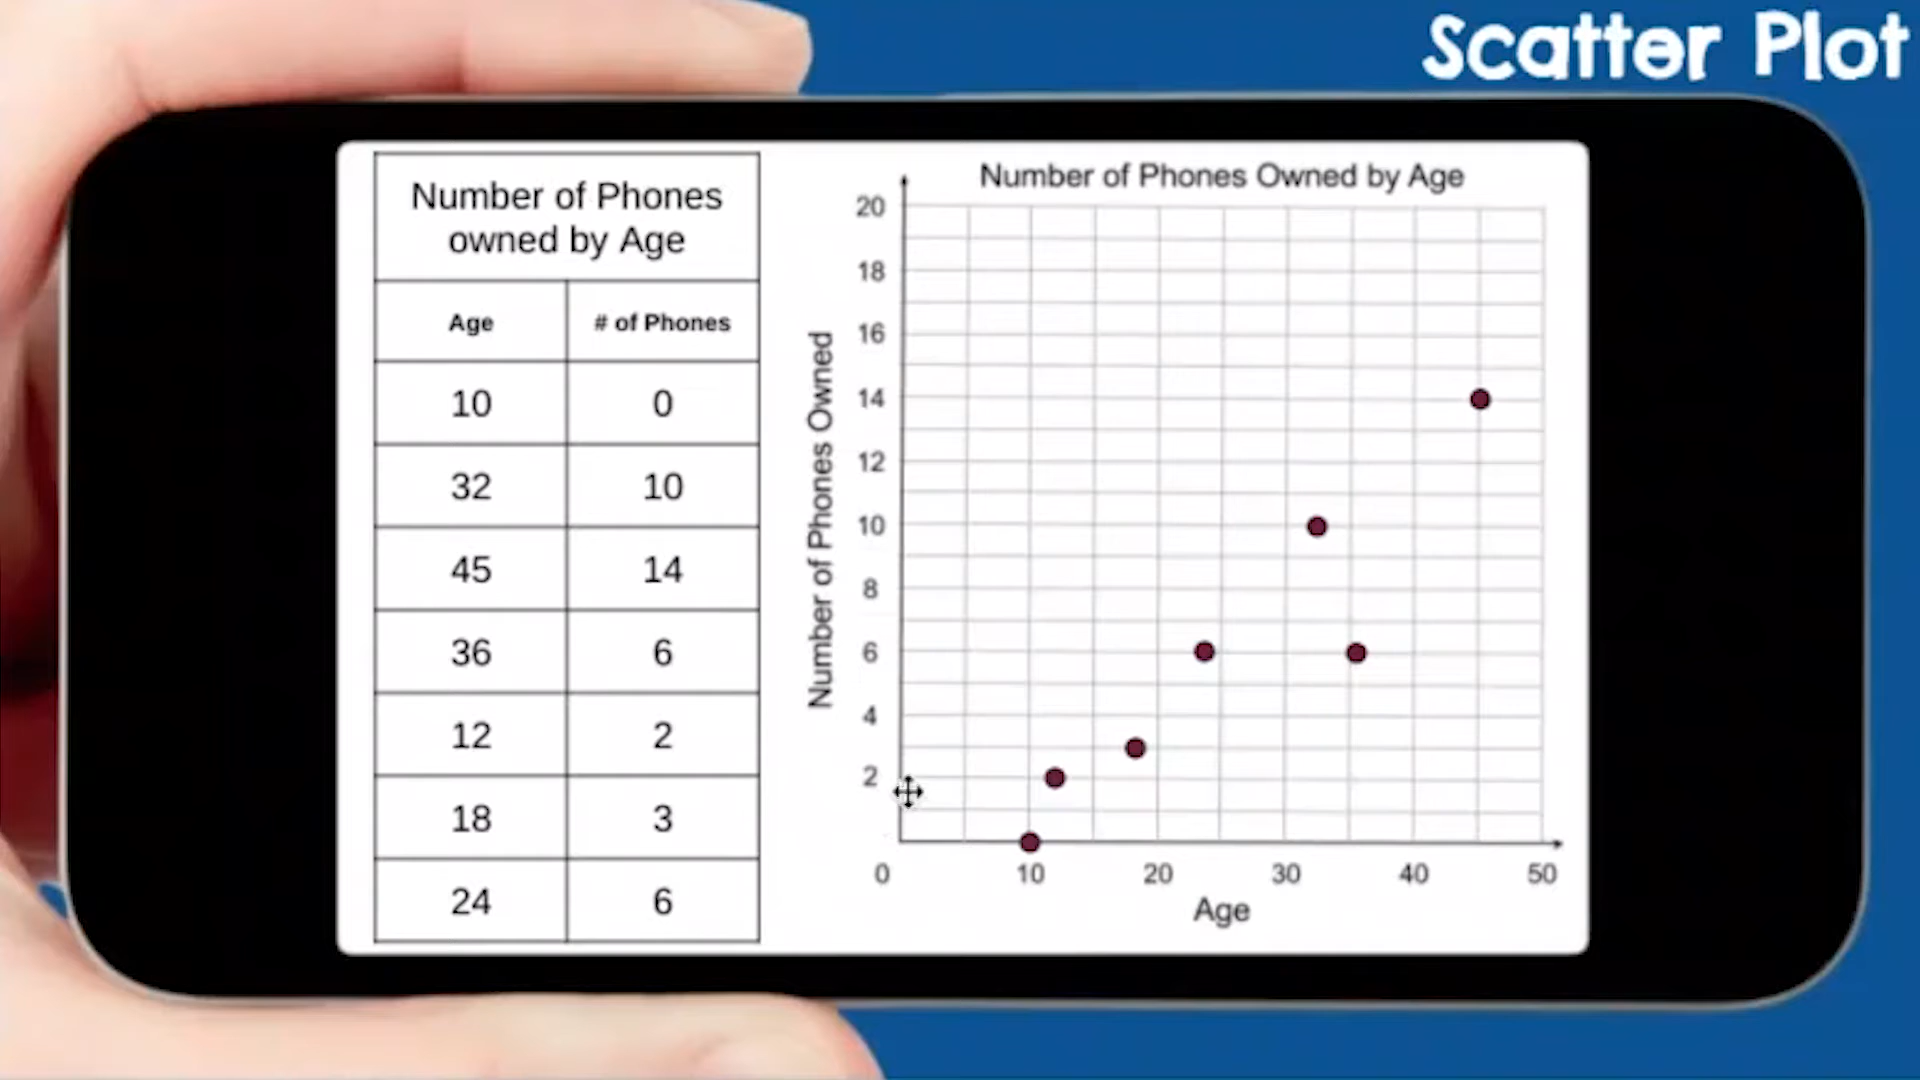 Scatter Plot
Number of Phones
owned by Age
Age # of Phones
10 0
32 10
45 14
36 6
12 2
18 3
24 6
Number of Phones Owned by Age
Number of Phones Owned
20
18
16
14
12
10
8
6
4
2
0 10 20 30 40 50
Age